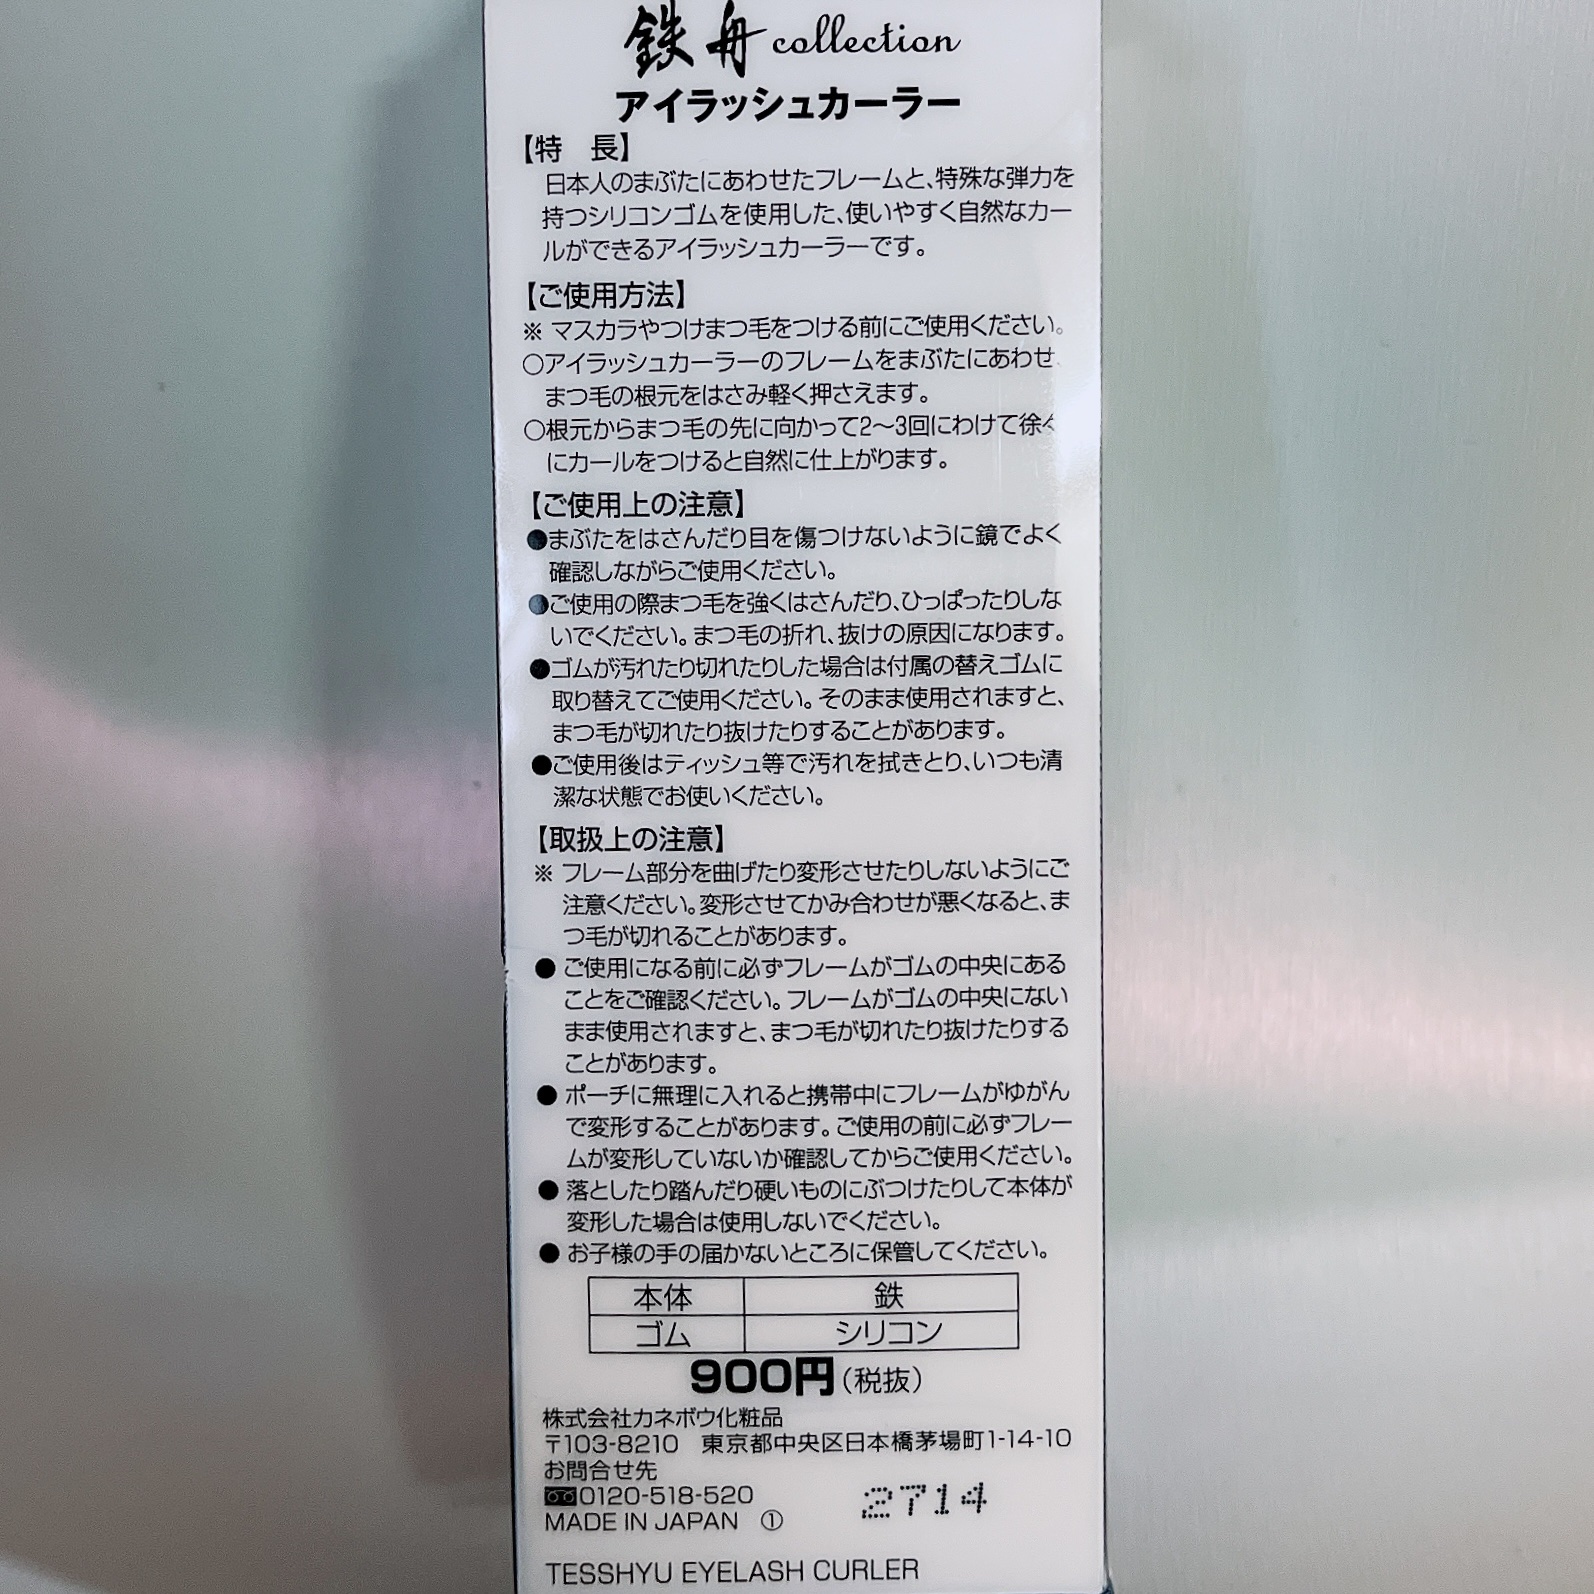 鉄舟collection
アイラッシュカーラー
【特　長】
日本人のまぶたにあわせたフレームと、特殊な弾力を
持つシリコンゴムを使用した、使いやすく自然なカー
ルができるアイラッシュカーラーです。
【ご使用方法】
※ マスカラやつけまつ毛をつける前にご使用ください。
○アイラッシュカーラーのフレームをまぶたにあわせ、
まつ毛の根元をはさみ軽く押さえます。
○根元からまつ毛の先に向かって2〜3回にわけて徐々
にカールをつけると自然に仕上がります。
【ご使用上の注意】
●まぶたをはさんだり目を傷つけないように鏡でよく
確認しながらご使用ください。
●ご使用の際まつ毛を強くはさんだり、ひっぱったりしな
いでください。まつ毛の折れ、抜けの原因になります。
●ゴムが汚れたり切れたりした場合は付属の替えゴムに
取り替えてご使用ください。そのまま使用されますと、
まつ毛が切れたり抜けたりすることがあります。
●ご使用後はティッシュ等で汚れを拭きとり、いつも清
潔な状態でお使いください。
【取扱上の注意】
※ フレーム部分を曲げたり変形させたりしないようにご
注意ください。変形させてかみ合わせが悪くなると、ま
つ毛が切れることがあります。
● ご使用になる前に必ずフレームがゴムの中央にある
ことをご確認ください。フレームがゴムの中央にない
まま使用されますと、まつ毛が切れたり抜けたりする
ことがあります。
● ポーチに無理に入れると携帯中にフレームがゆがん
で変形することがあります。ご使用の前に必ずフレー
ムが変形していないか確認してからご使用ください。
● 落としたり踏んだり硬いものにぶつけたりして本体が
変形した場合は使用しないでください。
● お子様の手の届かないところに保管してください。
本体 鉄
ゴム シリコン
900円(税抜)
株式会社カネボウ化粧品
〒103-8210　東京都中央区日本橋茅場町1-14-10
お問合せ先
0120-518-520
MADE IN JAPAN ① 2714
TESSHYU EYELASH CURLER